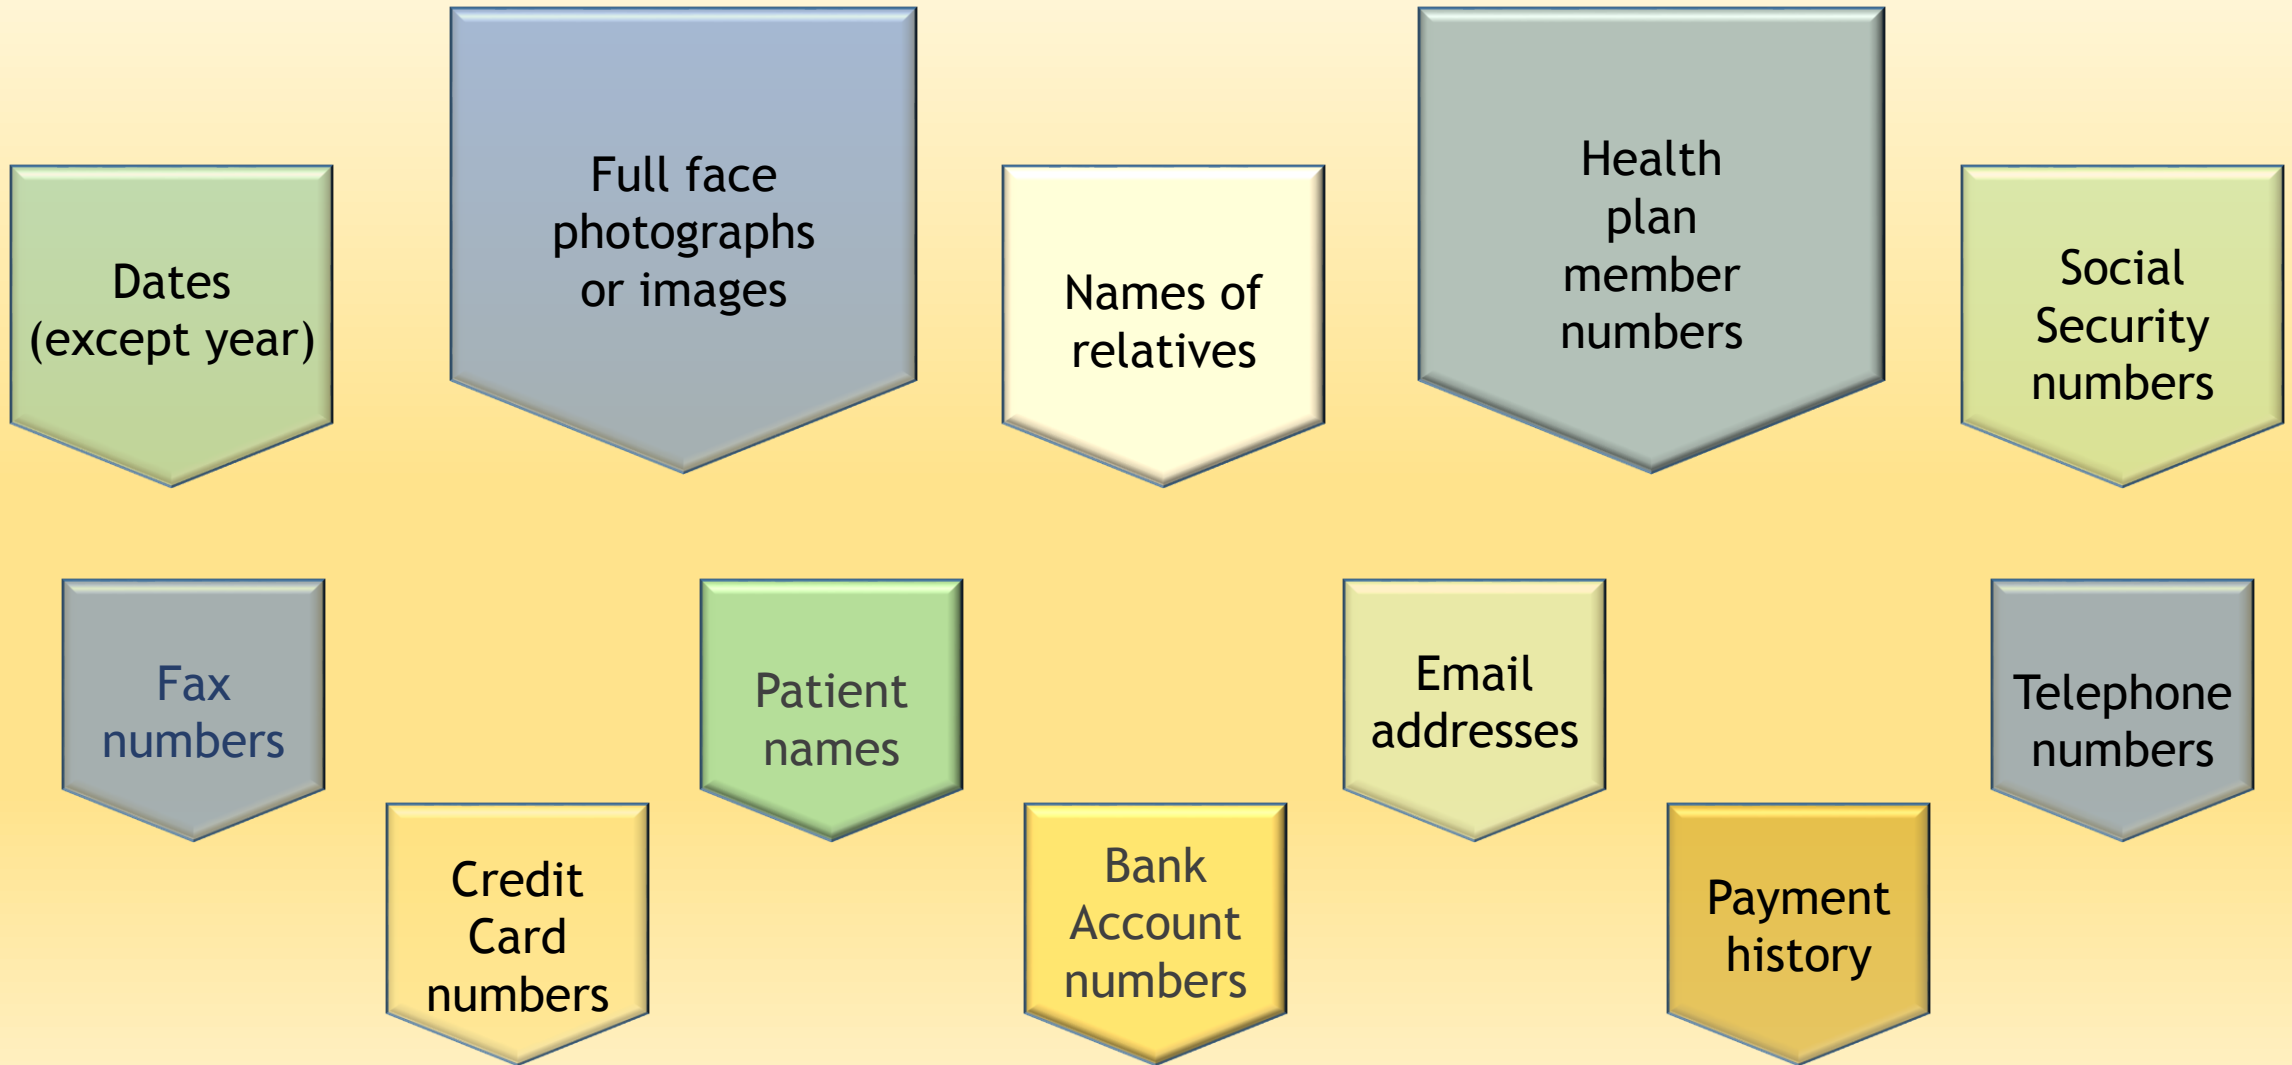 Dates
(except year)
Full face
photographs
or images
Names of
relatives
Health
plan
member
numbers
Social
Security
numbers
Fax
numbers
Patient
names
Email
addresses
Telephone
numbers
Credit
Card
numbers
Bank
Account
numbers
Payment
history